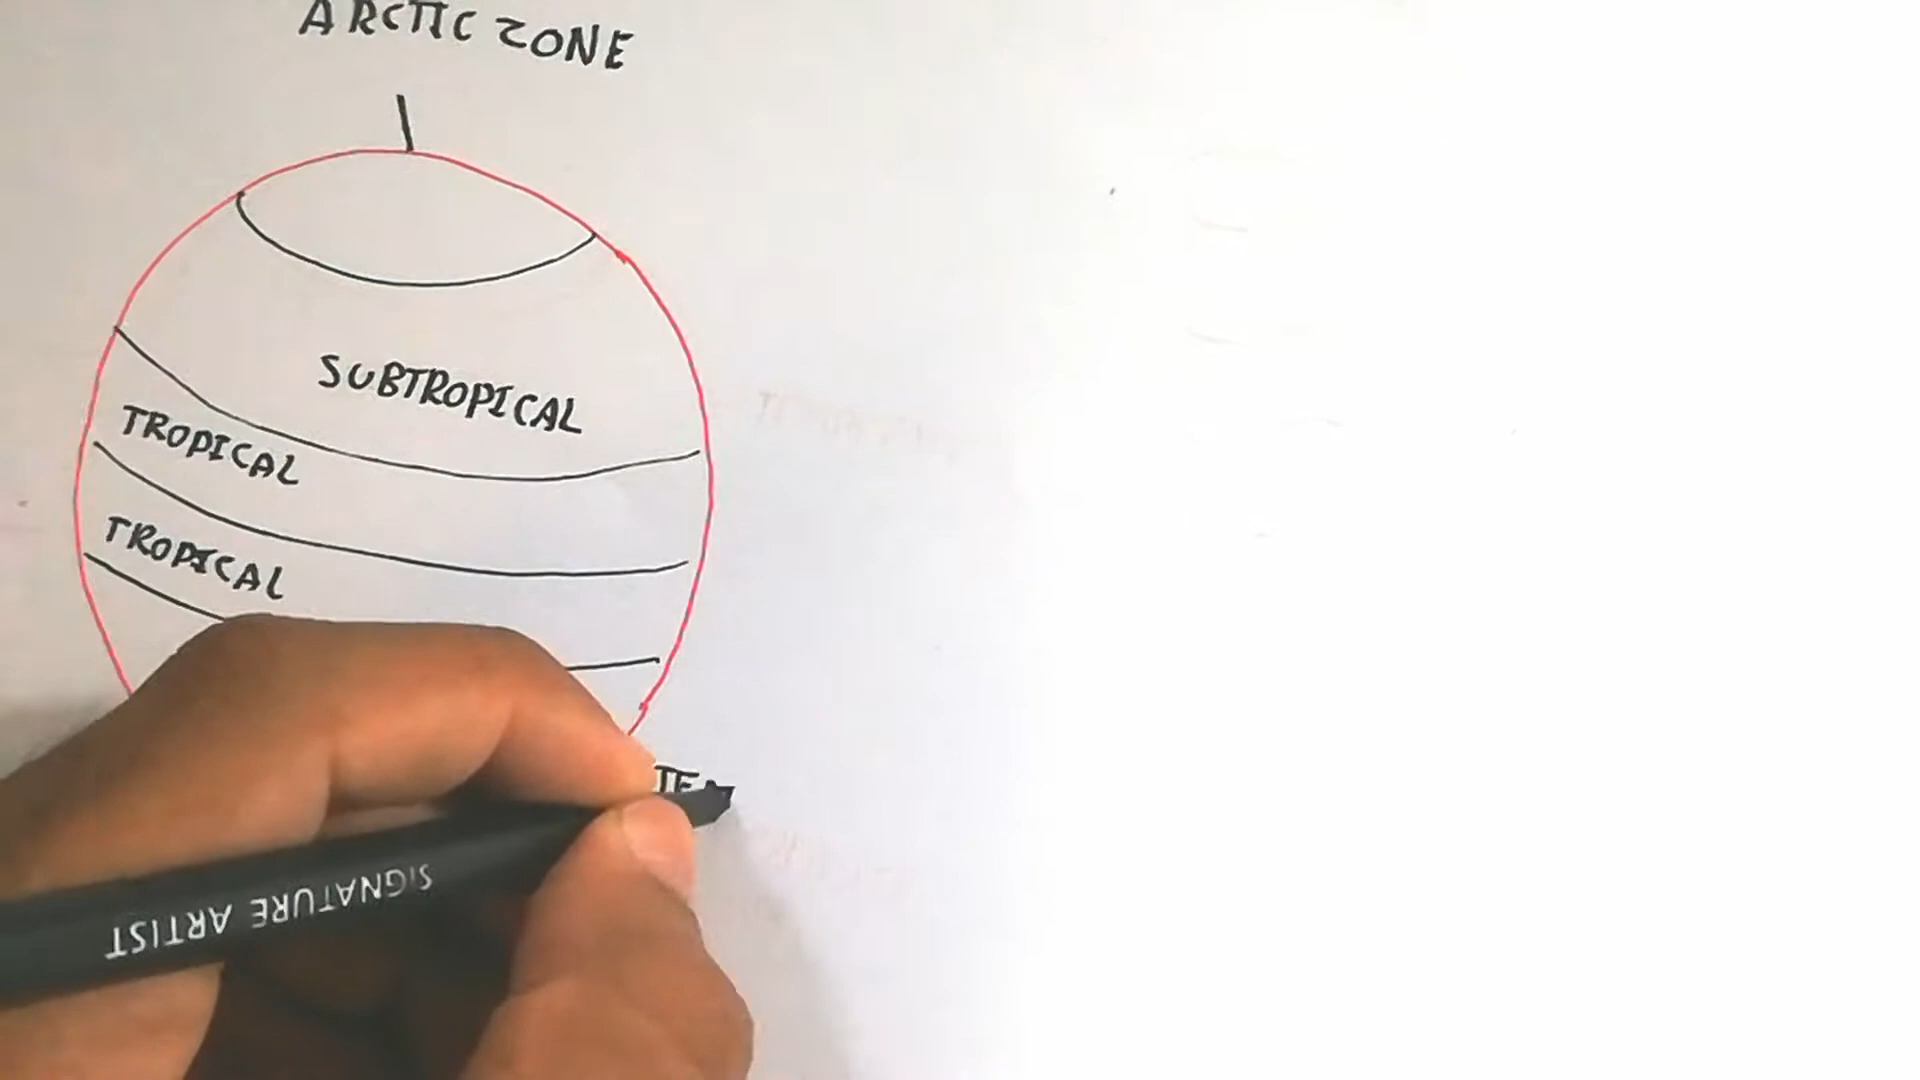 ARCTIC ZONE
SUBTROPICAL
TROPICAL
TROPICAL
SIGNATURE ARTIST